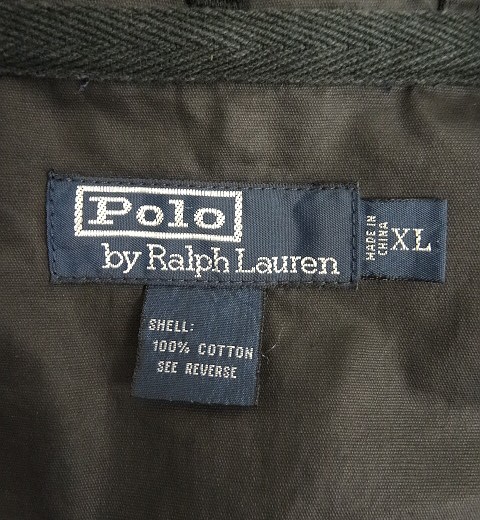 Polo
by Ralph Lauren
MADE IN
CHINA
XL
SHELL:
100% COTTON
SEE REVERSE